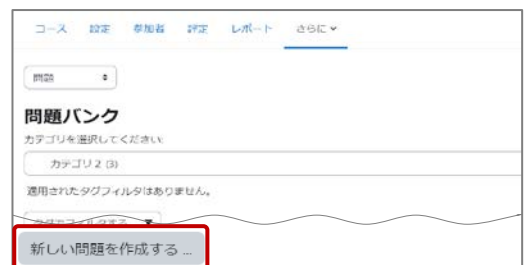 コース 設定 参加者 評定 レポート さらに
問題
問題バンク
カテゴリを選択してください:
カテゴリ 2 (3)
適用されたタグフィルタはありません。
新しい問題を作成する ...